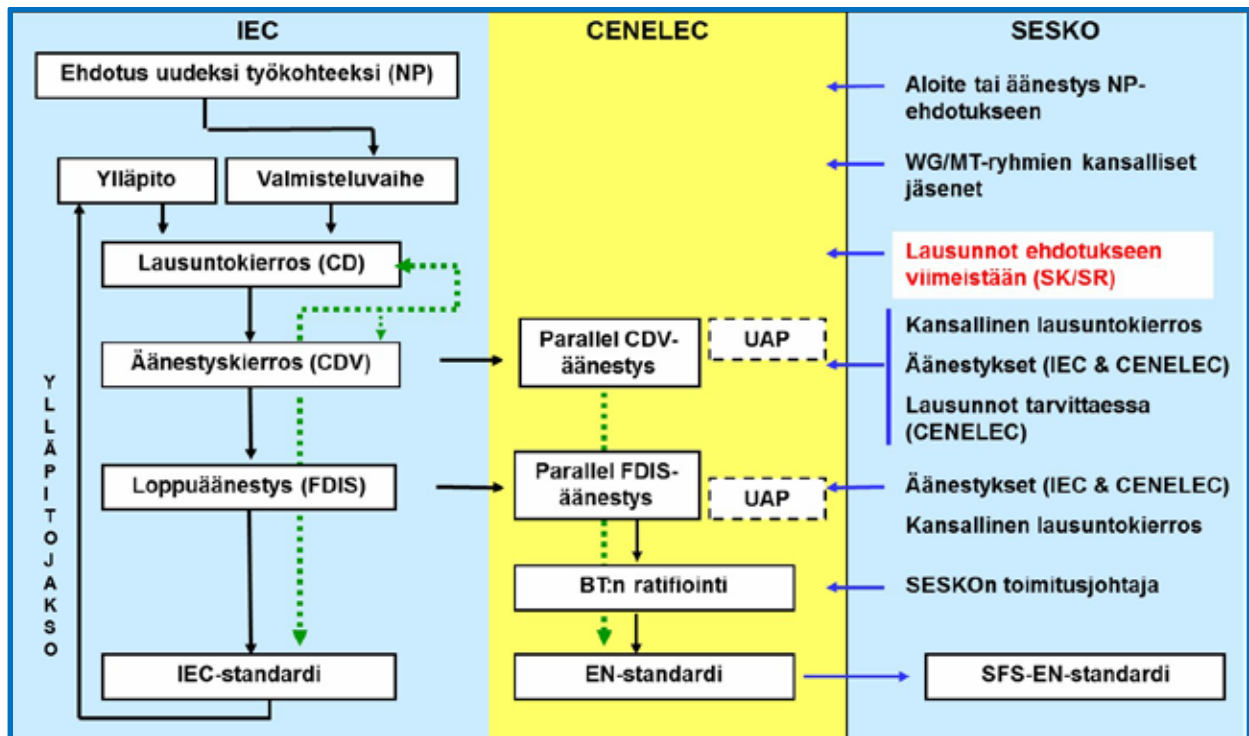 IEC
Ehdotus uudeksi työkohteeksi (NP)
Ylläpito
Valmisteluvaihe
Lausuntokierros (CD)
Äänestyskierros (CDV)
Loppuäänestys (FDIS)
IEC-standardi
YLLÄPITOJAKSO
CENELEC
Parallel CDV-
äänestys
UAP
Parallel FDIS-
äänestys
UAP
BT:n ratifiointi
EN-standardi
SESKO
Aloite tai äänestys NP-
ehdotukseen
WG/MT-ryhmien kansalliset
jäsenet
Lausunnot ehdotukseen
viimeistään (SK/SR)
Kansallinen lausuntokierros
Äänestykset (IEC & CENELEC)
Lausunnot tarvittaessa
(CENELEC)
Äänestykset (IEC & CENELEC)
Kansallinen lausuntokierros
SESKOn toimitusjohtaja
SFS-EN-standardi